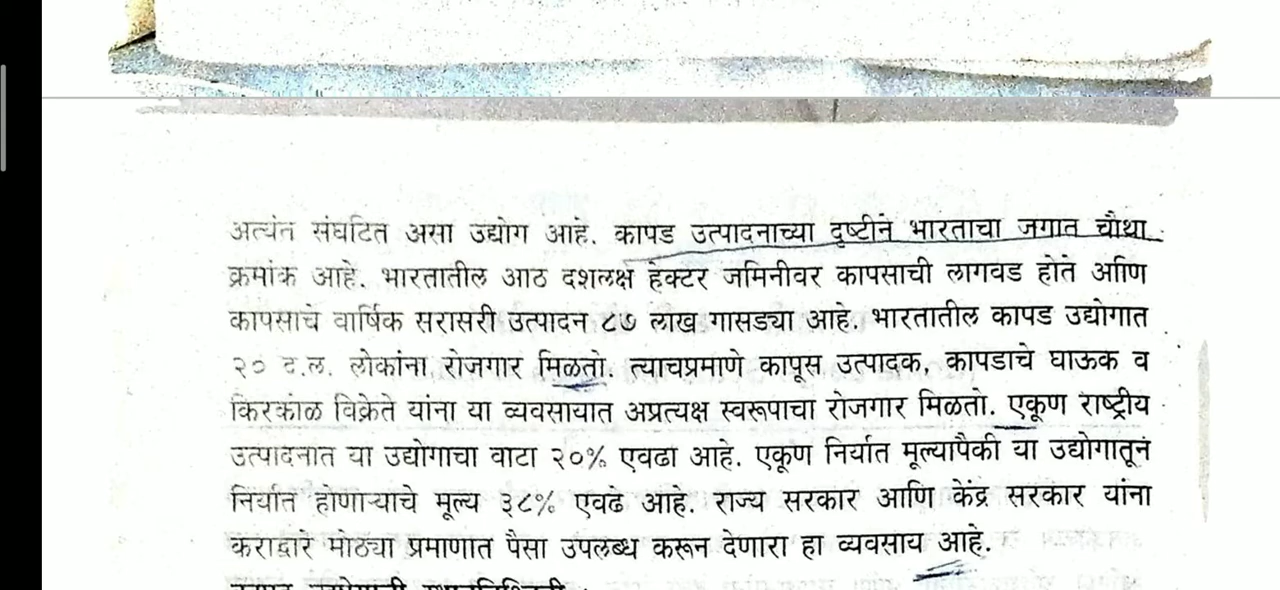 अत्यंत संघटित असा उद्योग आहे. कापड उत्पादनाच्या दृष्टीने भारताचा जगात चौथा
क्रमांक आहे. भारतातील आठ दशलक्ष हेक्टर जमिनीवर कापसाची लागवड होते आणि
कापसाचे वार्षिक सरासरी उत्पादन ८७ लाख गासड्या आहे. भारतातील कापड उद्योगात
२० द.ल. लोकांना रोजगार मिळतो. त्याचप्रमाणे कापूस उत्पादक, कापडाचे घाऊक व
किरकोळ विक्रेते यांना या व्यवसायात अप्रत्यक्ष स्वरूपाचा रोजगार मिळतो. एकूण राष्ट्रीय
उत्पादनात या उद्योगाचा वाटा २०% एवढा आहे. एकूण निर्यात मूल्यापैकी या उद्योगातून
निर्यात होणाऱ्याचे मूल्य ३८% एवढे आहे. राज्य सरकार आणि केंद्र सरकार यांना
कराद्वारे मोठ्या प्रमाणात पैसा उपलब्ध करून देणारा हा व्यवसाय आहे.